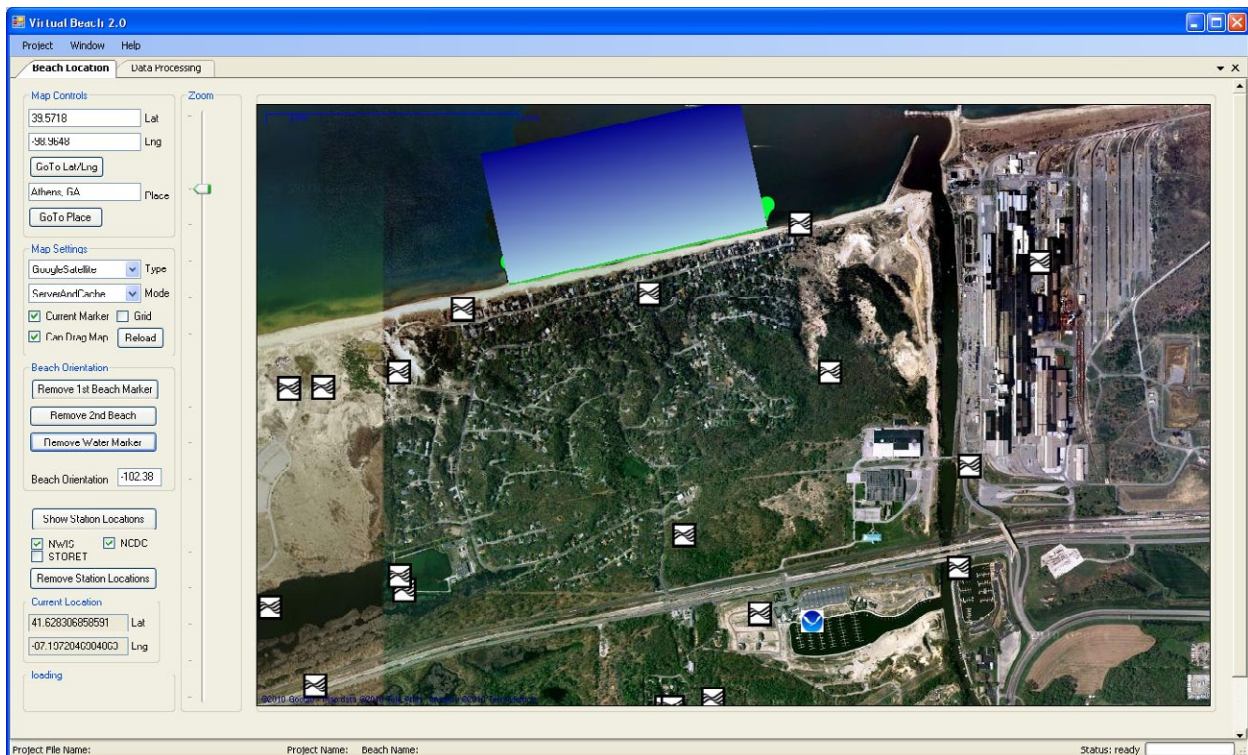 Virtual Beach 2.0
Project Window Help
Beach Location Data Processing
Map Controls
39.5718 Lat
-98.9648 Lng
GoTo Lat/Lng
Athens, GA Place
GoTo Place
Map Settings
GoogleSatellite Type
ServerAndCache Mode
Current Marker Grid
Can Drag Map Reload
Beach Orientation
Remove 1st Beach Marker
Remove 2nd Beach
Remove Water Marker
Beach Orientation -102.38
Show Station Locations
NWIS NCDC
STORET
Remove Station Locations
Current Location
41.628306858591 Lat
Lng
loading
Zoom
©2010 Google
Project File Name: Project Name: Beach Name: Status: ready